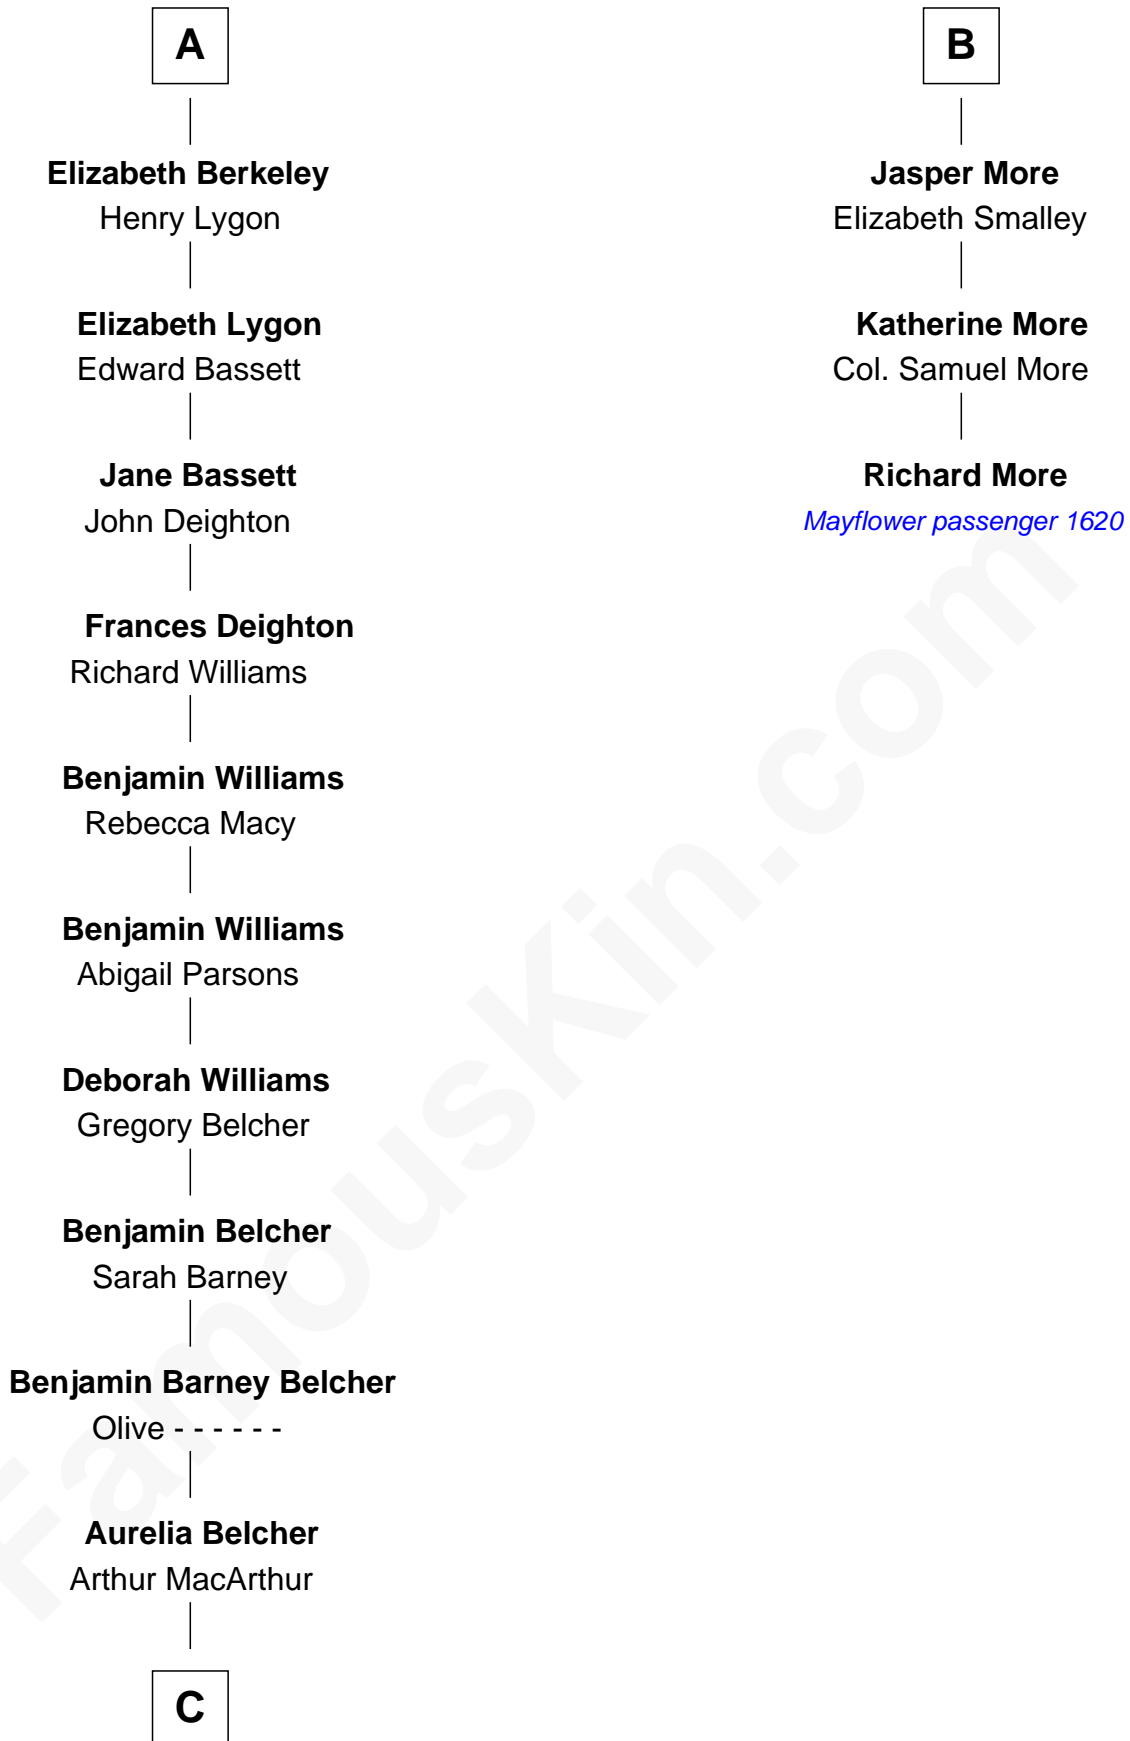 A
Elizabeth Berkeley
Henry Lygon
Elizabeth Lygon
Edward Bassett
Jane Bassett
John Deighton
Frances Deighton
Richard Williams
Benjamin Williams
Rebecca Macy
Benjamin Williams
Abigail Parsons
Deborah Williams
Gregory Belcher
Benjamin Belcher
Sarah Barney
Benjamin Barney Belcher
Olive - - - - - -
Aurelia Belcher
Arthur MacArthur
C
B
Jasper More
Elizabeth Smalley
Katherine More
Col. Samuel More
Richard More
Mayflower passenger 1620
FamousKin.com